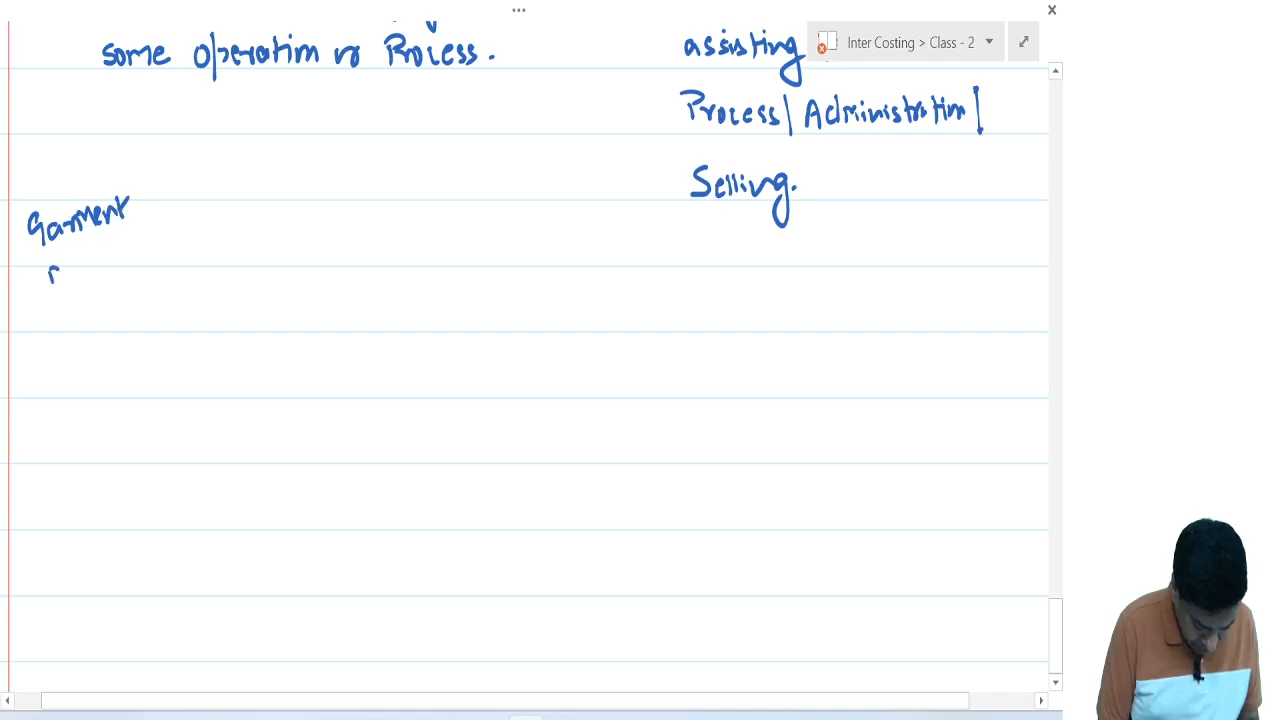 some operation or Process.
assisting
Inter Costing > Class - 2
Process| Administration|
Selling.
Garment